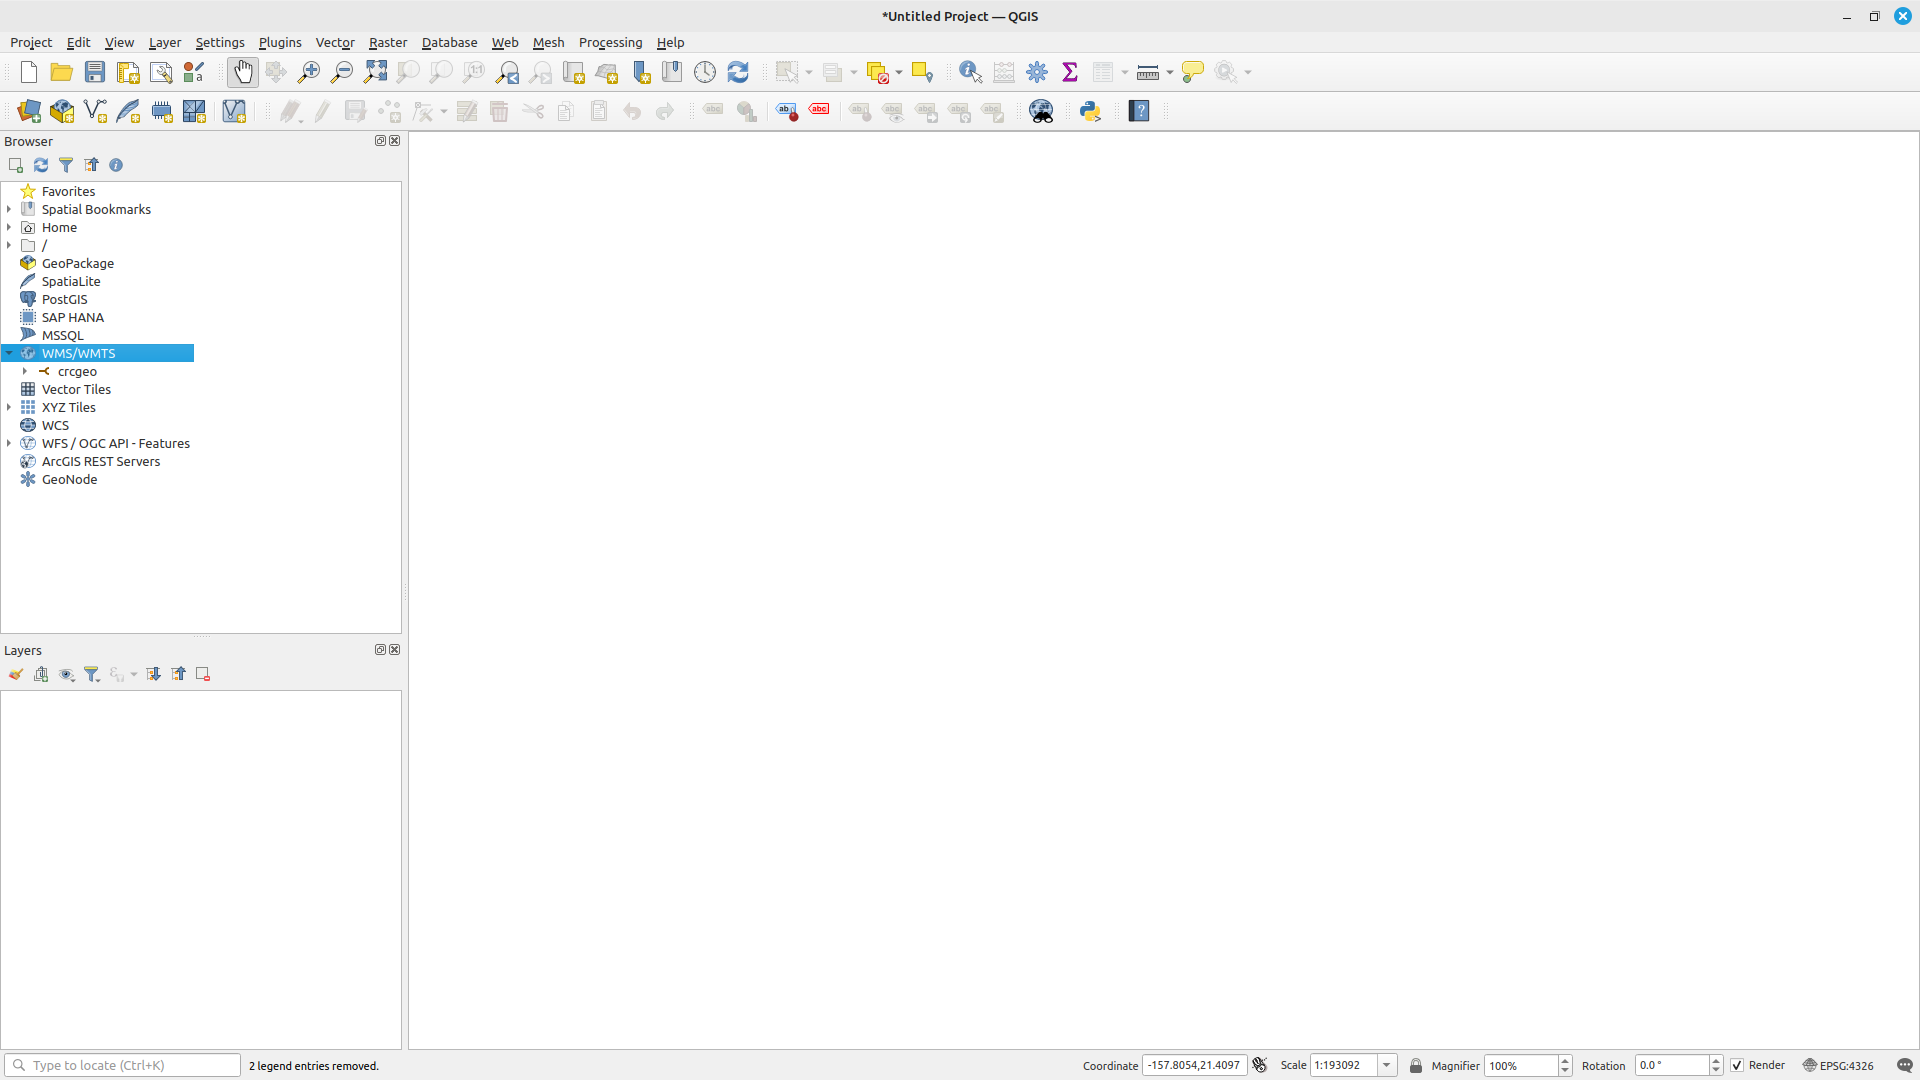 *Untitled Project — QGIS
Project Edit View Layer Settings Plugins Vector Raster Database Web Mesh Processing Help
Browser
Favorites
Spatial Bookmarks
Home
/
GeoPackage
SpatiaLite
PostGIS
SAP HANA
MSSQL
WMS/WMTS
crcgeo
Vector Tiles
XYZ Tiles
WCS
WFS / OGC API - Features
ArcGIS REST Servers
GeoNode
Layers
Type to locate (Ctrl+K) 2 legend entries removed. Coordinate -157.8054,21.4097 Scale 1:193092 Magnifier 100% Rotation 0.0 ° Render EPSG:4326